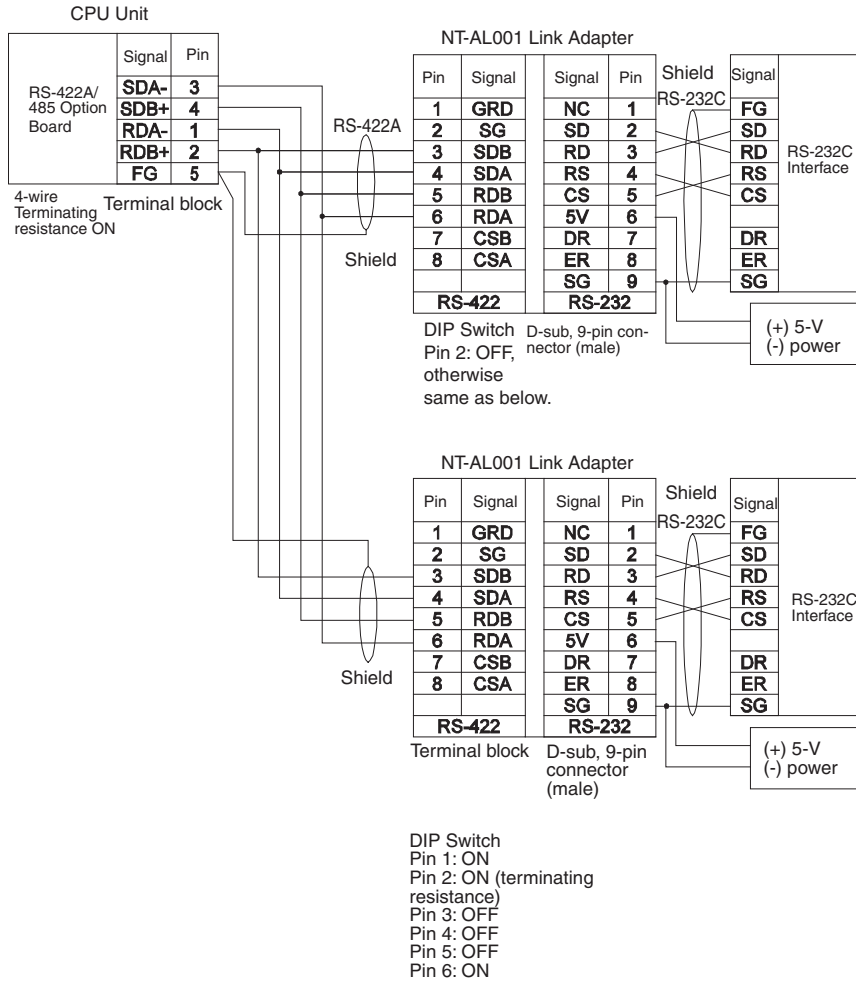 CPU Unit
Signal Pin
RS-422A/
485 Option
Board
SDA- 3
SDB+ 4
RDA- 1
RDB+ 2
FG 5
4-wire
Terminating
resistance ON
Terminal block
RS-422A
Shield
NT-AL001 Link Adapter
Pin Signal Signal Pin
1 GRD NC 1
2 SG SD 2
3 SDB RD 3
4 SDA RS 4
5 RDB CS 5
6 RDA 5V 6
7 CSB DR 7
8 CSA ER 8
SG 9
RS-422 RS-232
DIP Switch
Pin 2: OFF,
otherwise
same as below.
D-sub, 9-pin con-
nector (male)
Shield
RS-232C
Signal
FG
SD
RD
RS
CS
DR
ER
SG
RS-232C
Interface
(+) 5-V
(-) power
NT-AL001 Link Adapter
Pin Signal Signal Pin
1 GRD NC 1
2 SG SD 2
3 SDB RD 3
4 SDA RS 4
5 RDB CS 5
6 RDA 5V 6
7 CSB DR 7
8 CSA ER 8
SG 9
RS-422 RS-232
Shield
Terminal block
D-sub, 9-pin
connector
(male)
Shield
RS-232C
Signal
FG
SD
RD
RS
CS
DR
ER
SG
RS-232C
Interface
(+) 5-V
(-) power
DIP Switch
Pin 1: ON
Pin 2: ON (terminating
resistance)
Pin 3: OFF
Pin 4: OFF
Pin 5: OFF
Pin 6: ON